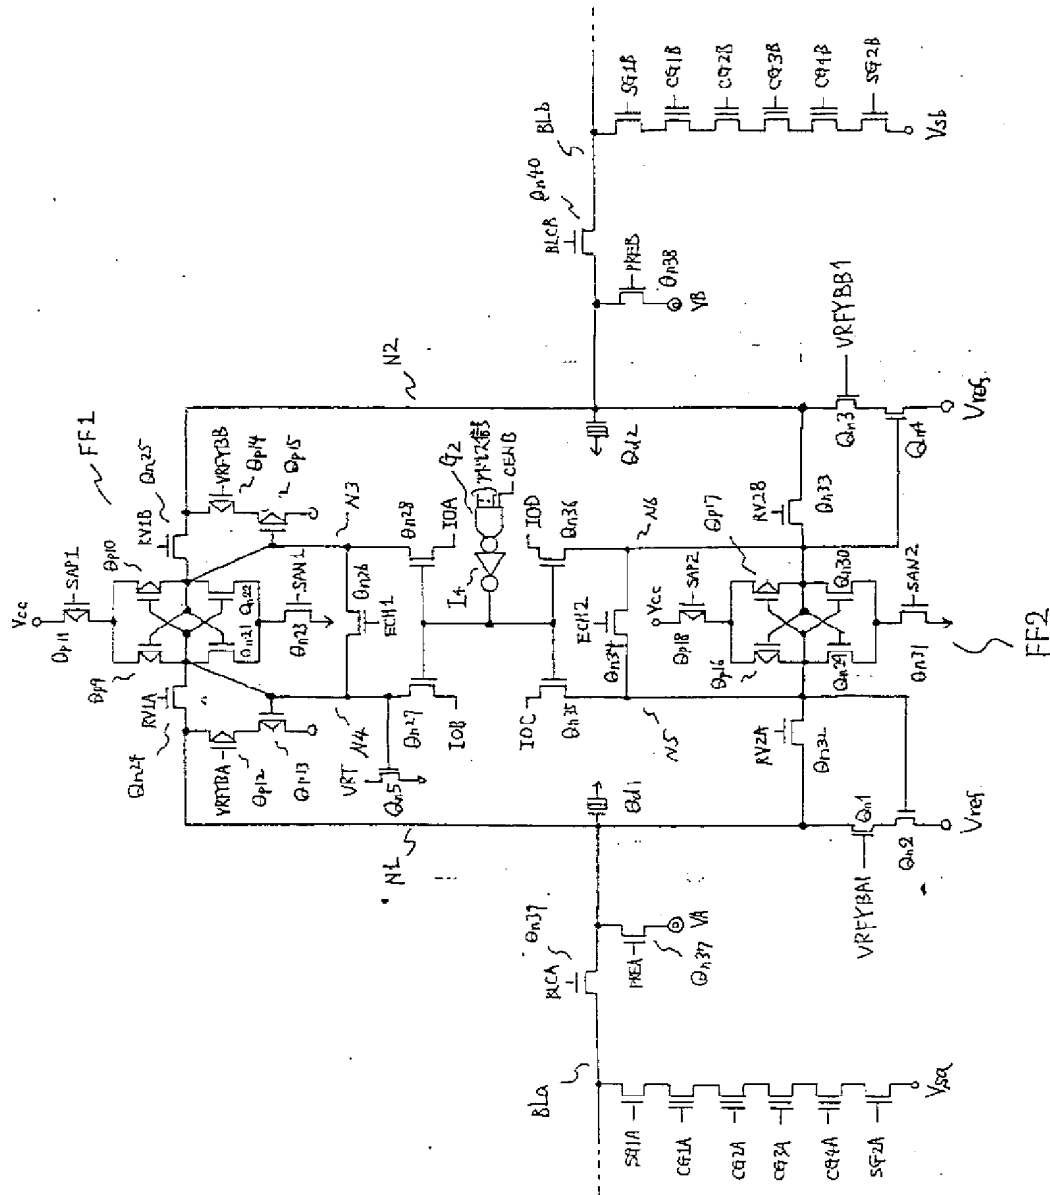 FF1
Vcc
SAP1
Qp11
Qp9
Qp10
RV1A
RV1B
Qn24
Qn25
VRFYBA
VRFYBB
Qp12
Qp13
Qp14
Qp15
Qn21
Qn22
Qn23
SAN1
N1
N2
N3
N4
Qn26
ECH1
VRT
Qn5
Qn27
Qn28
IOB
IOA
G2
CENB
I4
IOC
IOD
Qn35
Qn36
ECH2
Qn34
N5
N6
Vcc
SAP2
Qp18
Qp16
Qp17
Qn29
Qn30
RV2A
RV2B
Qn32
Qn33
SAN2
Qn31
FF2
Qd1
Qd2
VRFYBA1
VRFYBB1
Qn1
Qn2
Qn3
Qn4
Vref
Vref
BLa
BLb
BLCA
BLCB
Qn39
Qn40
PREA
PREB
Qn37
Qn38
VA
VB
SG1A
CG1A
CG2A
CG3A
CG4A
SG2A
Vsa
SG1B
CG1B
CG2B
CG3B
CG4B
SG2B
Vsb